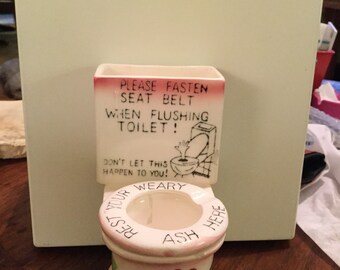 PLEASE FASTEN
SEAT BELT
WHEN FLUSHING
TOILET!
DON'T LET THIS
HAPPEN TO YOU!
REST YOUR WEARY
ASH HERE